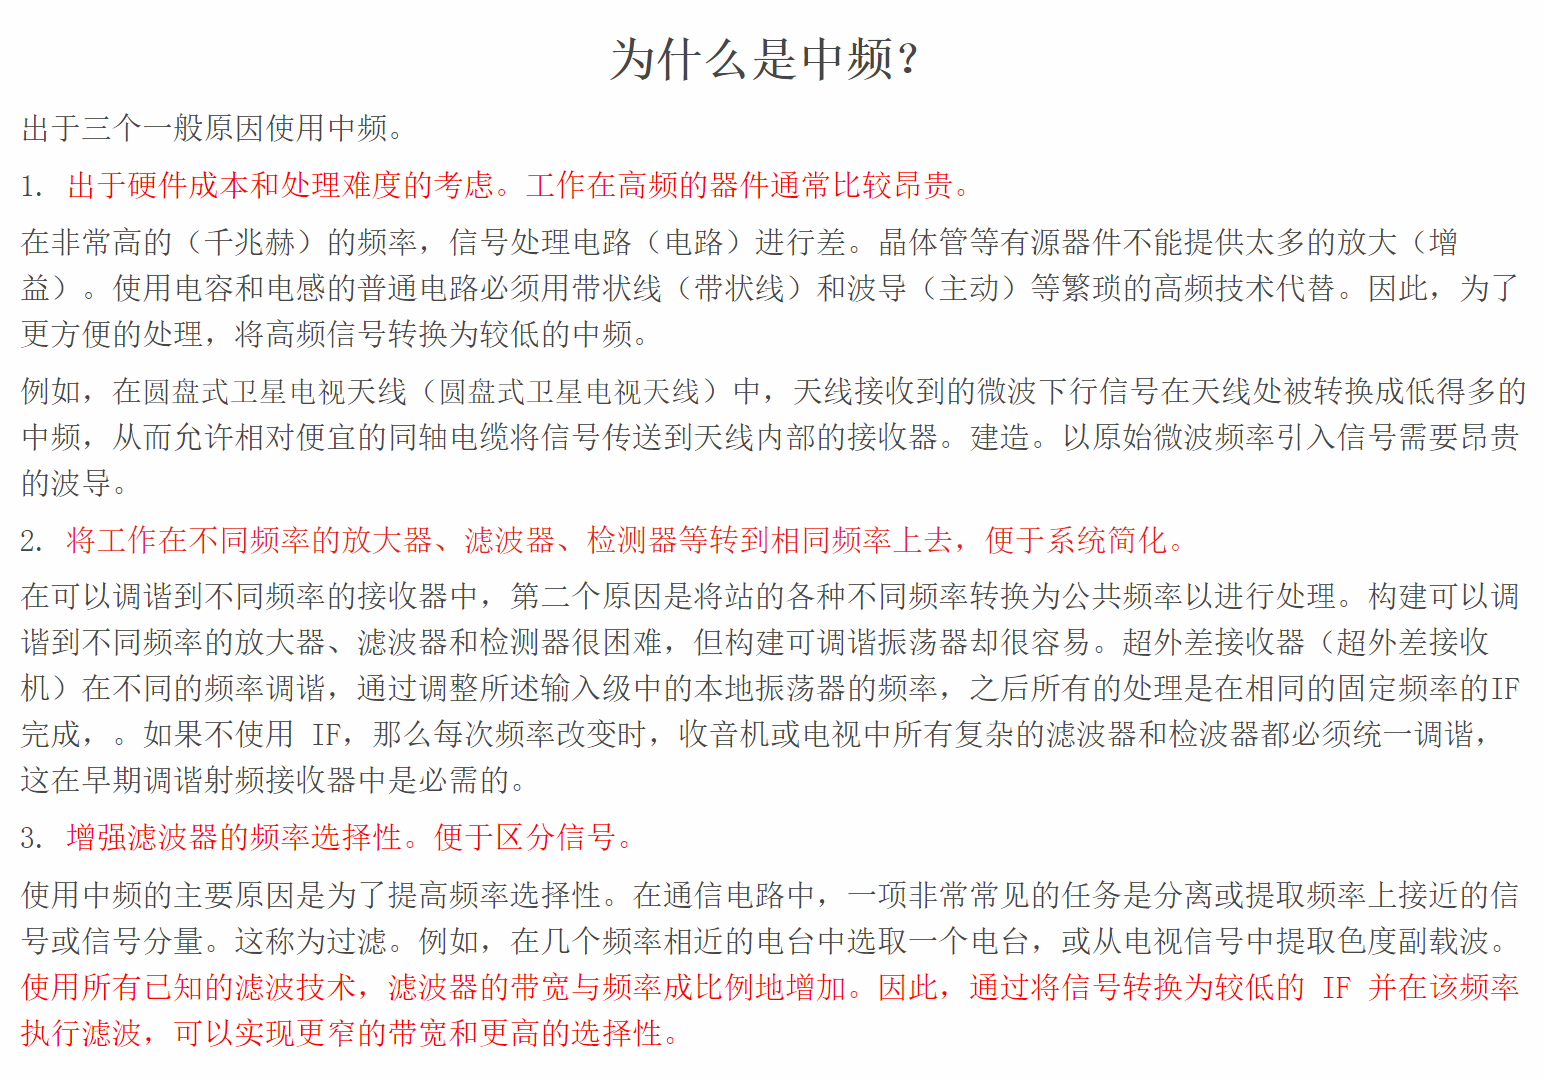 为什么是中频？
出于三个一般原因使用中频。
1. 出于硬件成本和处理难度的考虑。工作在高频的器件通常比较昂贵。
在非常高的（千兆赫）的频率，信号处理电路（电路）进行差。晶体管等有源器件不能提供太多的放大（增
益）。使用电容和电感的普通电路必须用带状线（带状线）和波导（主动）等繁琐的高频技术代替。因此，为了
更方便的处理，将高频信号转换为较低的中频。
例如，在圆盘式卫星电视天线（圆盘式卫星电视天线）中，天线接收到的微波下行信号在天线处被转换成低得多的
中频，从而允许相对便宜的同轴电缆将信号传送到天线内部的接收器。建造。以原始微波频率引入信号需要昂贵
的波导。
2. 将工作在不同频率的放大器、滤波器、检测器等转到相同频率上去，便于系统简化。
在可以调谐到不同频率的接收器中，第二个原因是将站的各种不同频率转换为公共频率以进行处理。构建可以调
谐到不同频率的放大器、滤波器和检测器很困难，但构建可调谐振荡器却很容易。超外差接收器（超外差接收
机）在不同的频率调谐，通过调整所述输入级中的本地振荡器的频率，之后所有的处理是在相同的固定频率的IF
完成，。如果不使用 IF，那么每次频率改变时，收音机或电视中所有复杂的滤波器和检波器都必须统一调谐，
这在早期调谐射频接收器中是必需的。
3. 增强滤波器的频率选择性。便于区分信号。
使用中频的主要原因是为了提高频率选择性。在通信电路中，一项非常常见的任务是分离或提取频率上接近的信
号或信号分量。这称为过滤。例如，在几个频率相近的电台中选取一个电台，或从电视信号中提取色度副载波。
使用所有已知的滤波技术，滤波器的带宽与频率成比例地增加。因此，通过将信号转换为较低的 IF 并在该频率
执行滤波，可以实现更窄的带宽和更高的选择性。